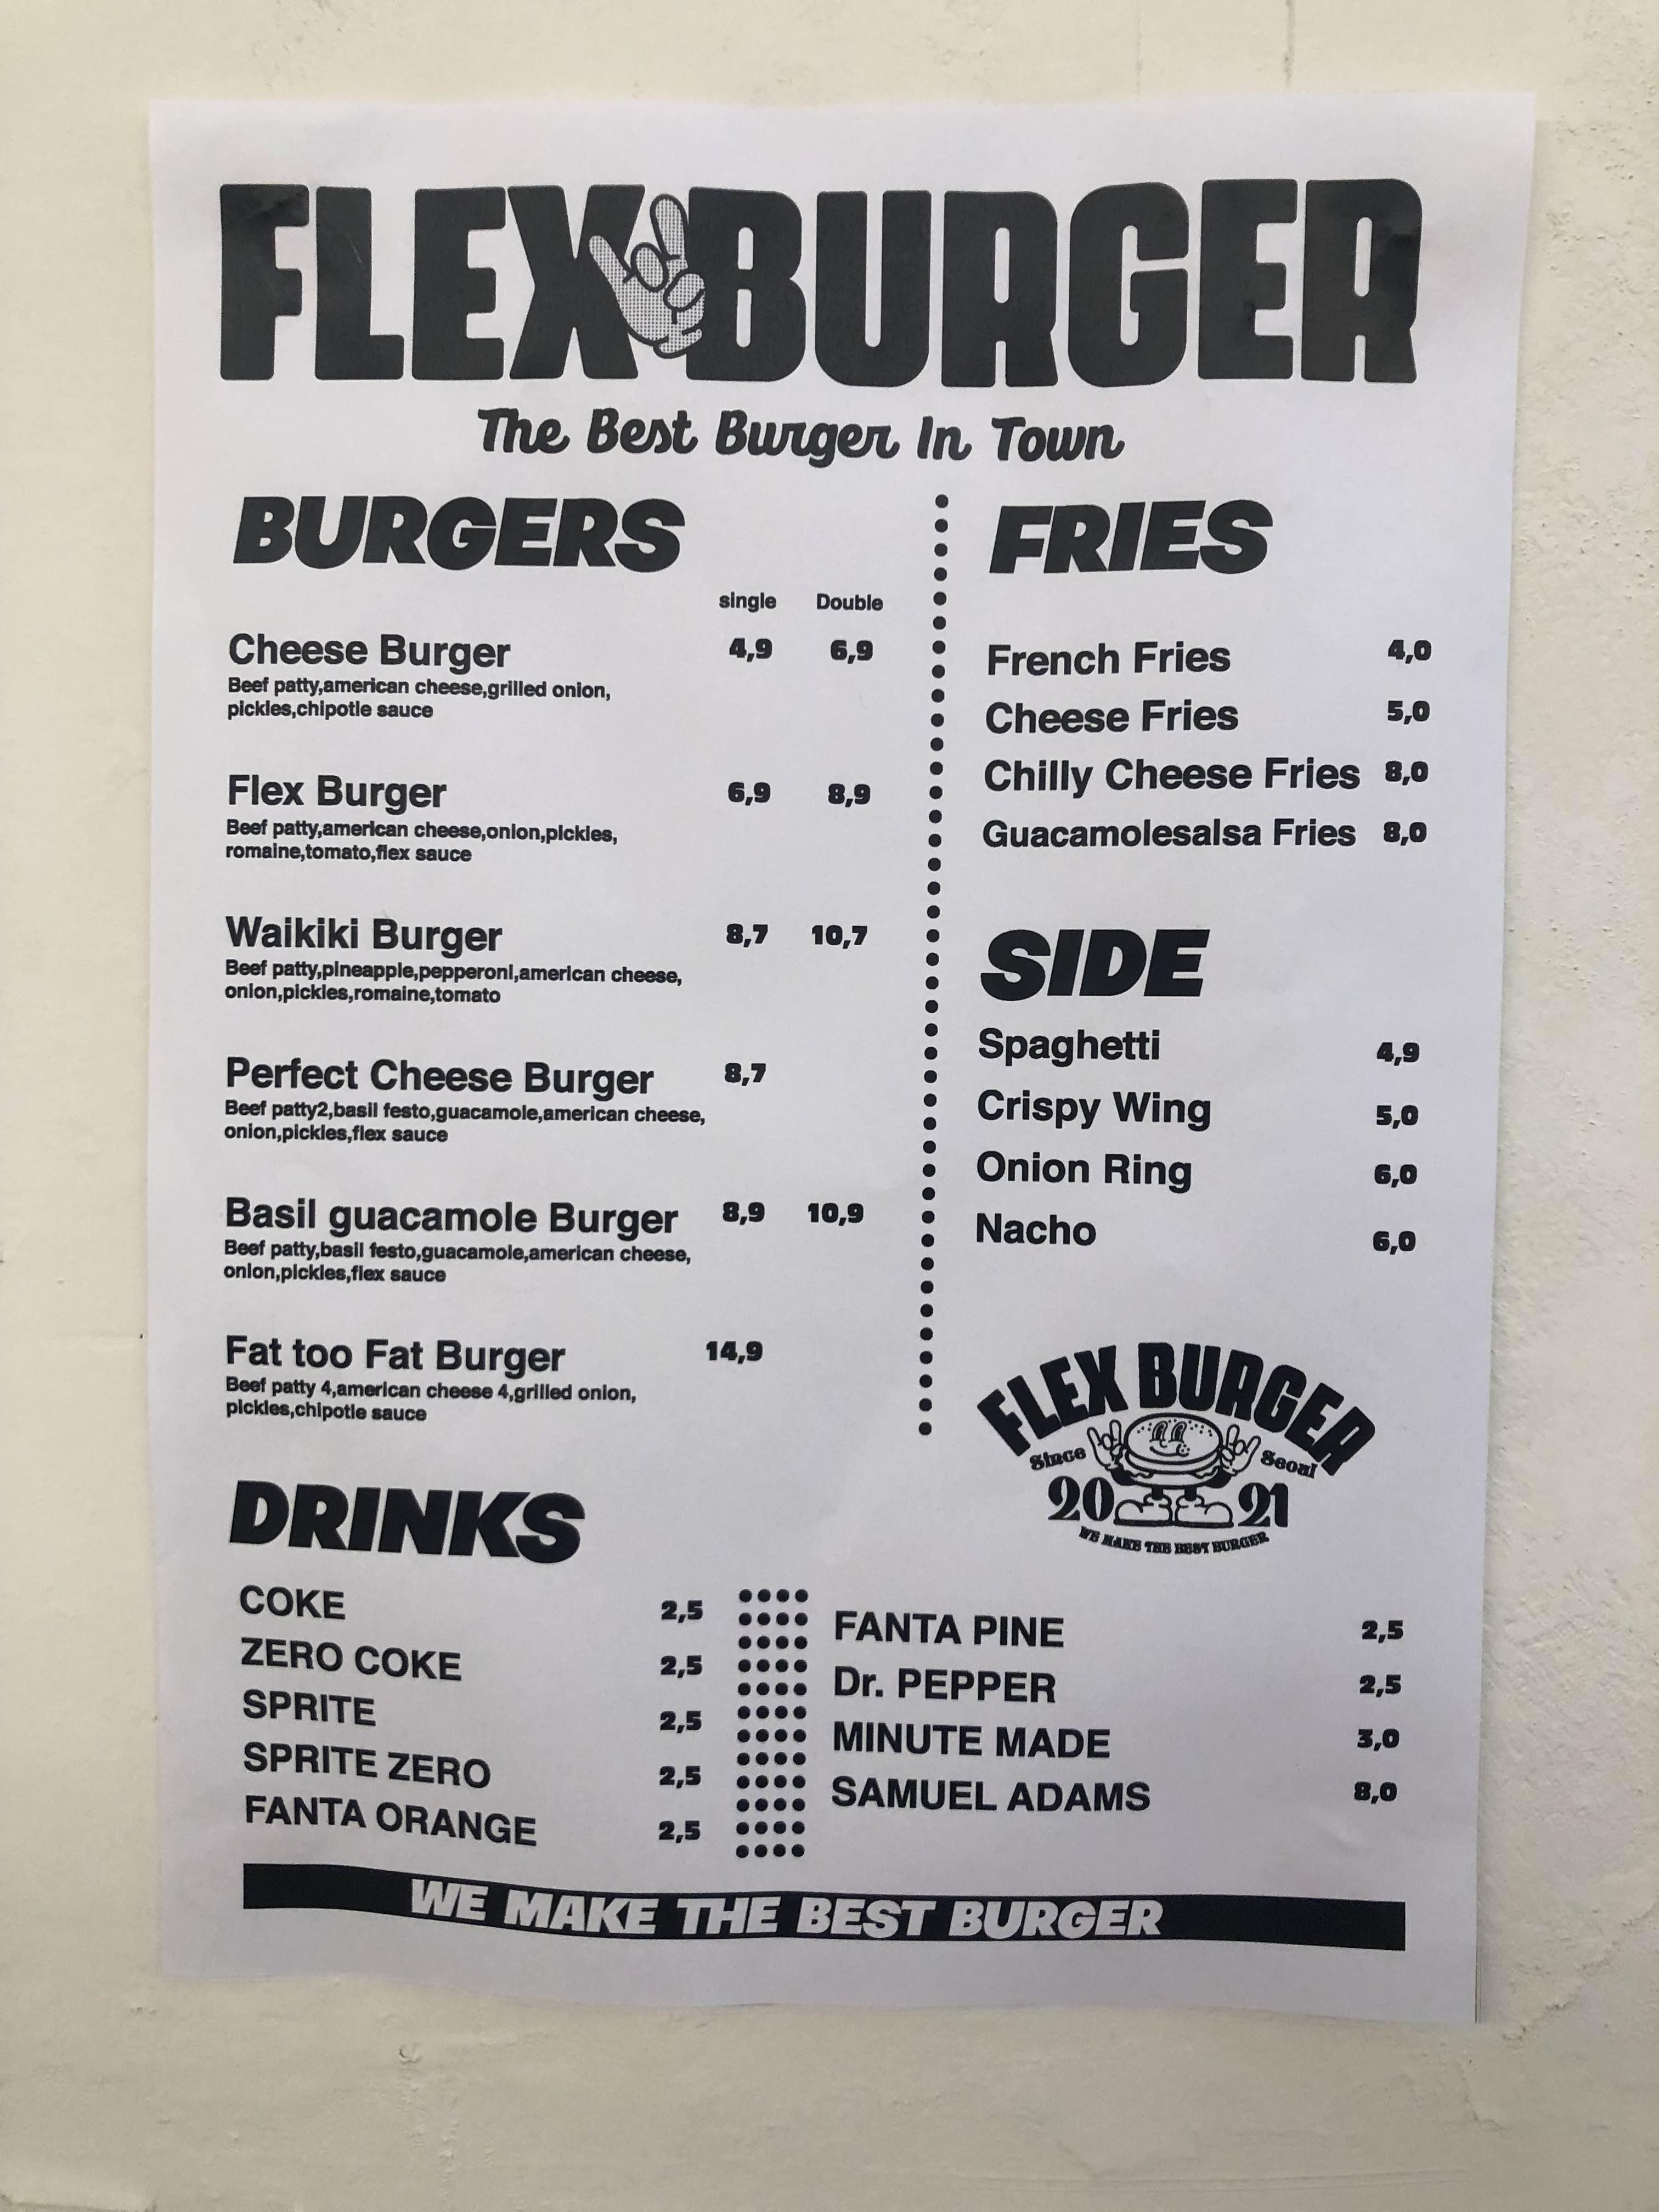 FLEX BURGER
The Best Burger In Town
BURGERS
single Double
Cheese Burger 4,9 6,9
Beef patty,american cheese,grilled onion,
pickles,chipotle sauce
Flex Burger 6,9 8,9
Beef patty,american cheese,onion,pickles,
romaine,tomato,flex sauce
Waikiki Burger 8,7 10,7
Beef patty,pineapple,pepperoni,american cheese,
onion,pickles,romaine,tomato
Perfect Cheese Burger 8,7
Beef patty2,basil festo,guacamole,american cheese,
onion,pickles,flex sauce
Basil guacamole Burger 8,9 10,9
Beef patty,basil festo,guacamole,american cheese,
onion,pickles,flex sauce
Fat too Fat Burger 14,9
Beef patty 4,american cheese 4,grilled onion,
pickles,chipotle sauce
FRIES
French Fries 4,0
Cheese Fries 5,0
Chilly Cheese Fries 8,0
Guacamolesalsa Fries 8,0
SIDE
Spaghetti 4,9
Crispy Wing 5,0
Onion Ring 6,0
Nacho 6,0
FLEX BURGER
Since Seoul
20 21
WE MAKE THE BEST BURGER
DRINKS
COKE 2,5
ZERO COKE 2,5
SPRITE 2,5
SPRITE ZERO 2,5
FANTA ORANGE 2,5
FANTA PINE 2,5
Dr. PEPPER 2,5
MINUTE MADE 3,0
SAMUEL ADAMS 8,0
WE MAKE THE BEST BURGER